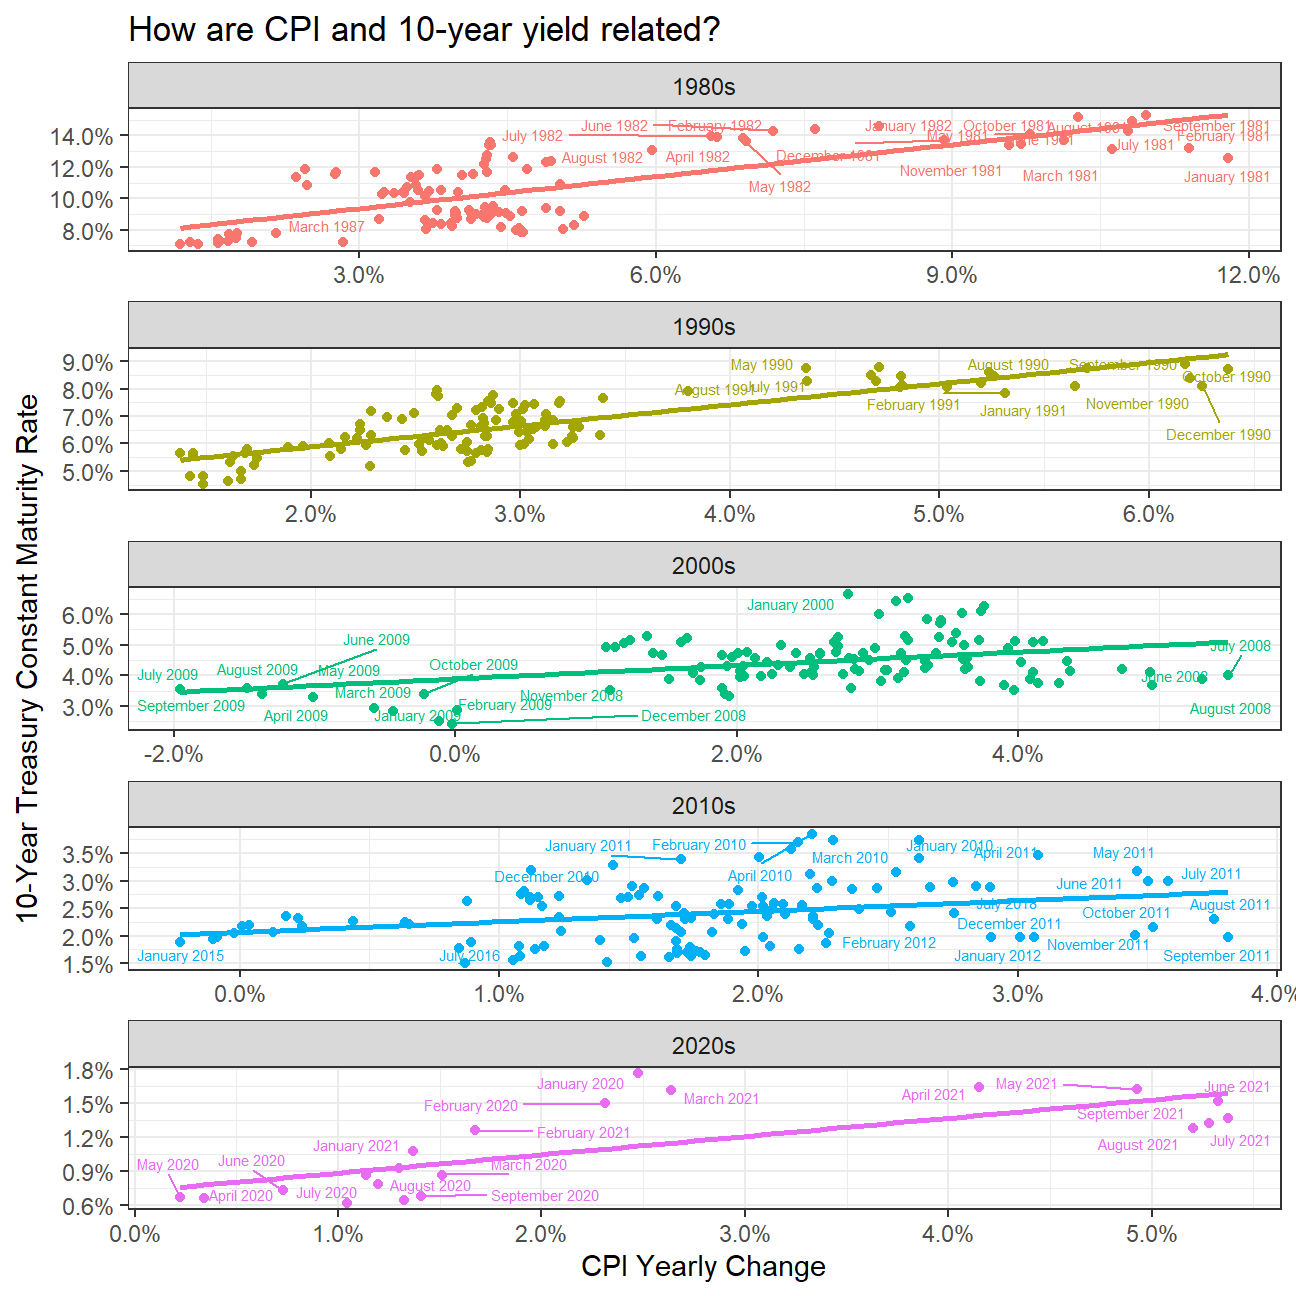 How are CPI and 10-year yield related?
10-Year Treasury Constant Maturity Rate
1980s
14.0%
12.0%
10.0%
8.0%
June 1982
February 1982
July 1982
August 1982
April 1982
May 1982
December 1981
January 1982
October 1981
May 1981
September 1981
February 1981
July 1981
November 1981
March 1981
January 1981
March 1987
3.0%
6.0%
9.0%
12.0%
1990s
9.0%
8.0%
7.0%
6.0%
5.0%
May 1990
August 1990
September 1990
October 1990
August 1991
July 1991
February 1991
January 1991
November 1990
December 1990
2.0%
3.0%
4.0%
5.0%
6.0%
2000s
6.0%
5.0%
4.0%
3.0%
January 2000
June 2009
July 2008
July 2009
August 2009
May 2009
October 2009
June 2008
March 2009
November 2008
September 2009
February 2009
April 2009
January 2009
December 2008
August 2008
-2.0%
0.0%
2.0%
4.0%
2010s
3.5%
3.0%
2.5%
2.0%
1.5%
January 2011
February 2010
March 2010
January 2010
April 2011
May 2011
December 2010
April 2010
June 2011
July 2011
July 2018
October 2011
August 2011
December 2011
February 2012
November 2011
January 2015
July 2016
January 2012
September 2011
0.0%
1.0%
2.0%
3.0%
4.0%
2020s
1.8%
1.5%
1.2%
0.9%
0.6%
January 2020
March 2021
April 2021
May 2021
June 2021
February 2020
September 2021
February 2021
January 2021
August 2021
July 2021
May 2020
June 2020
March 2020
April 2020
July 2020
August 2020
September 2020
0.0%
1.0%
2.0%
3.0%
4.0%
5.0%
CPI Yearly Change